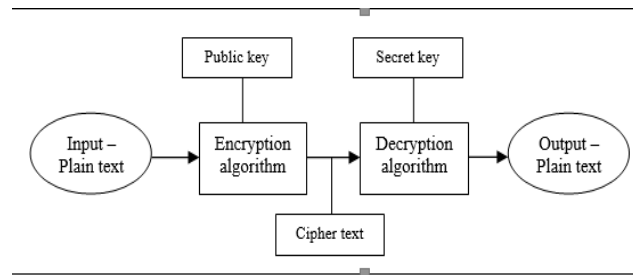 Public key
Secret key
Input –
Plain text
Encryption
algorithm
Decryption
algorithm
Output –
Plain text
Cipher text